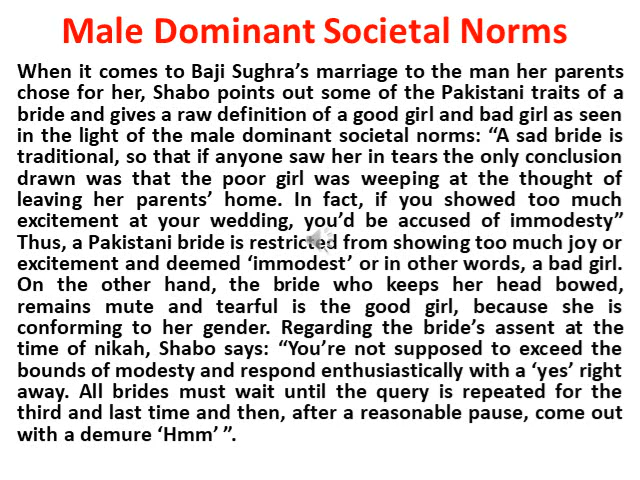 Male Dominant Societal Norms
When it comes to Baji Sughra’s marriage to the man her parents
chose for her, Shabo points out some of the Pakistani traits of a
bride and gives a raw definition of a good girl and bad girl as seen
in the light of the male dominant societal norms: “A sad bride is
traditional, so that if anyone saw her in tears the only conclusion
drawn was that the poor girl was weeping at the thought of
leaving her parents’ home. In fact, if you showed too much
excitement at your wedding, you’d be accused of immodesty”
Thus, a Pakistani bride is restricted from showing too much joy or
excitement and deemed ‘immodest’ or in other words, a bad girl.
On the other hand, the bride who keeps her head bowed,
remains mute and tearful is the good girl, because she is
conforming to her gender. Regarding the bride’s assent at the
time of nikah, Shabo says: “You’re not supposed to exceed the
bounds of modesty and respond enthusiastically with a ‘yes’ right
away. All brides must wait until the query is repeated for the
third and last time and then, after a reasonable pause, come out
with a demure ‘Hmm’ ”.